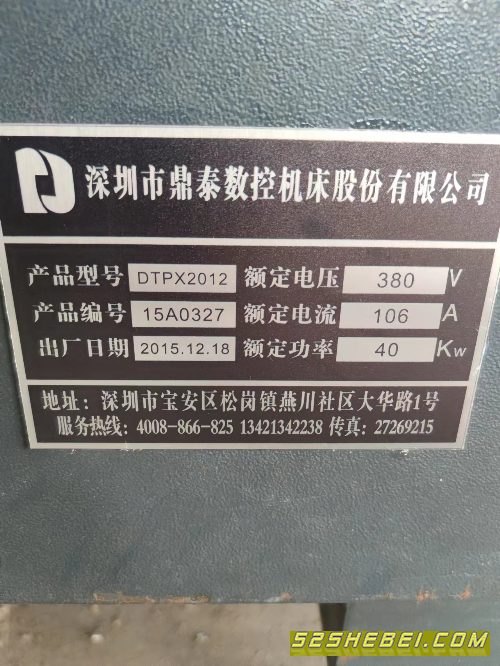 深圳市鼎泰数控机床股份有限公司
产品型号 DTPX2012 额定电压 380 V
产品编号 15A0327 额定电流 106 A
出厂日期 2015.12.18 额定功率 40 Kw
地址: 深圳市宝安区松岗镇燕川社区大华路1号
服务热线: 4008-866-825 13421342238 传真: 27269215
52SHEBEI.COM